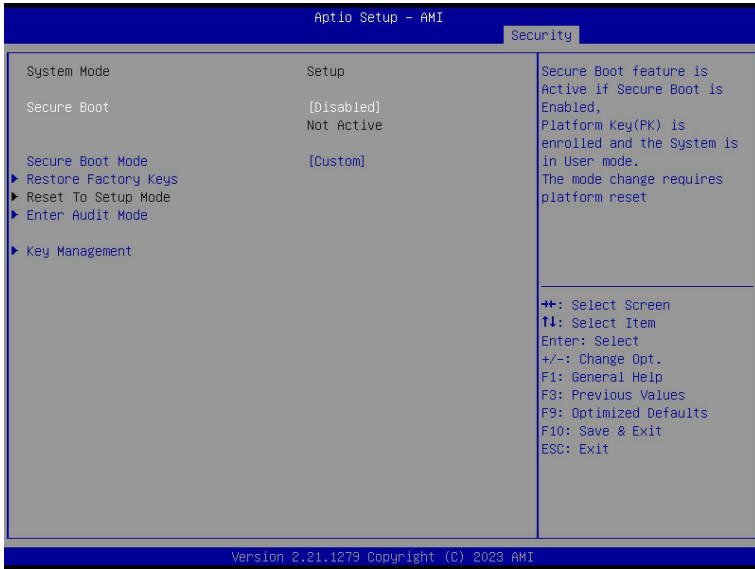 Aptio Setup – AMI
Security
System Mode Setup
Secure Boot [Disabled]
Not Active
Secure Boot Mode [Custom]
▶ Restore Factory Keys
▶ Reset To Setup Mode
▶ Enter Audit Mode
▶ Key Management
Secure Boot feature is
Active if Secure Boot is
Enabled,
Platform Key(PK) is
enrolled and the System is
in User mode.
The mode change requires
platform reset
→←: Select Screen
↑↓: Select Item
Enter: Select
+/-: Change Opt.
F1: General Help
F3: Previous Values
F9: Optimized Defaults
F10: Save & Exit
ESC: Exit
Version 2.21.1279 Copyright (C) 2023 AMI